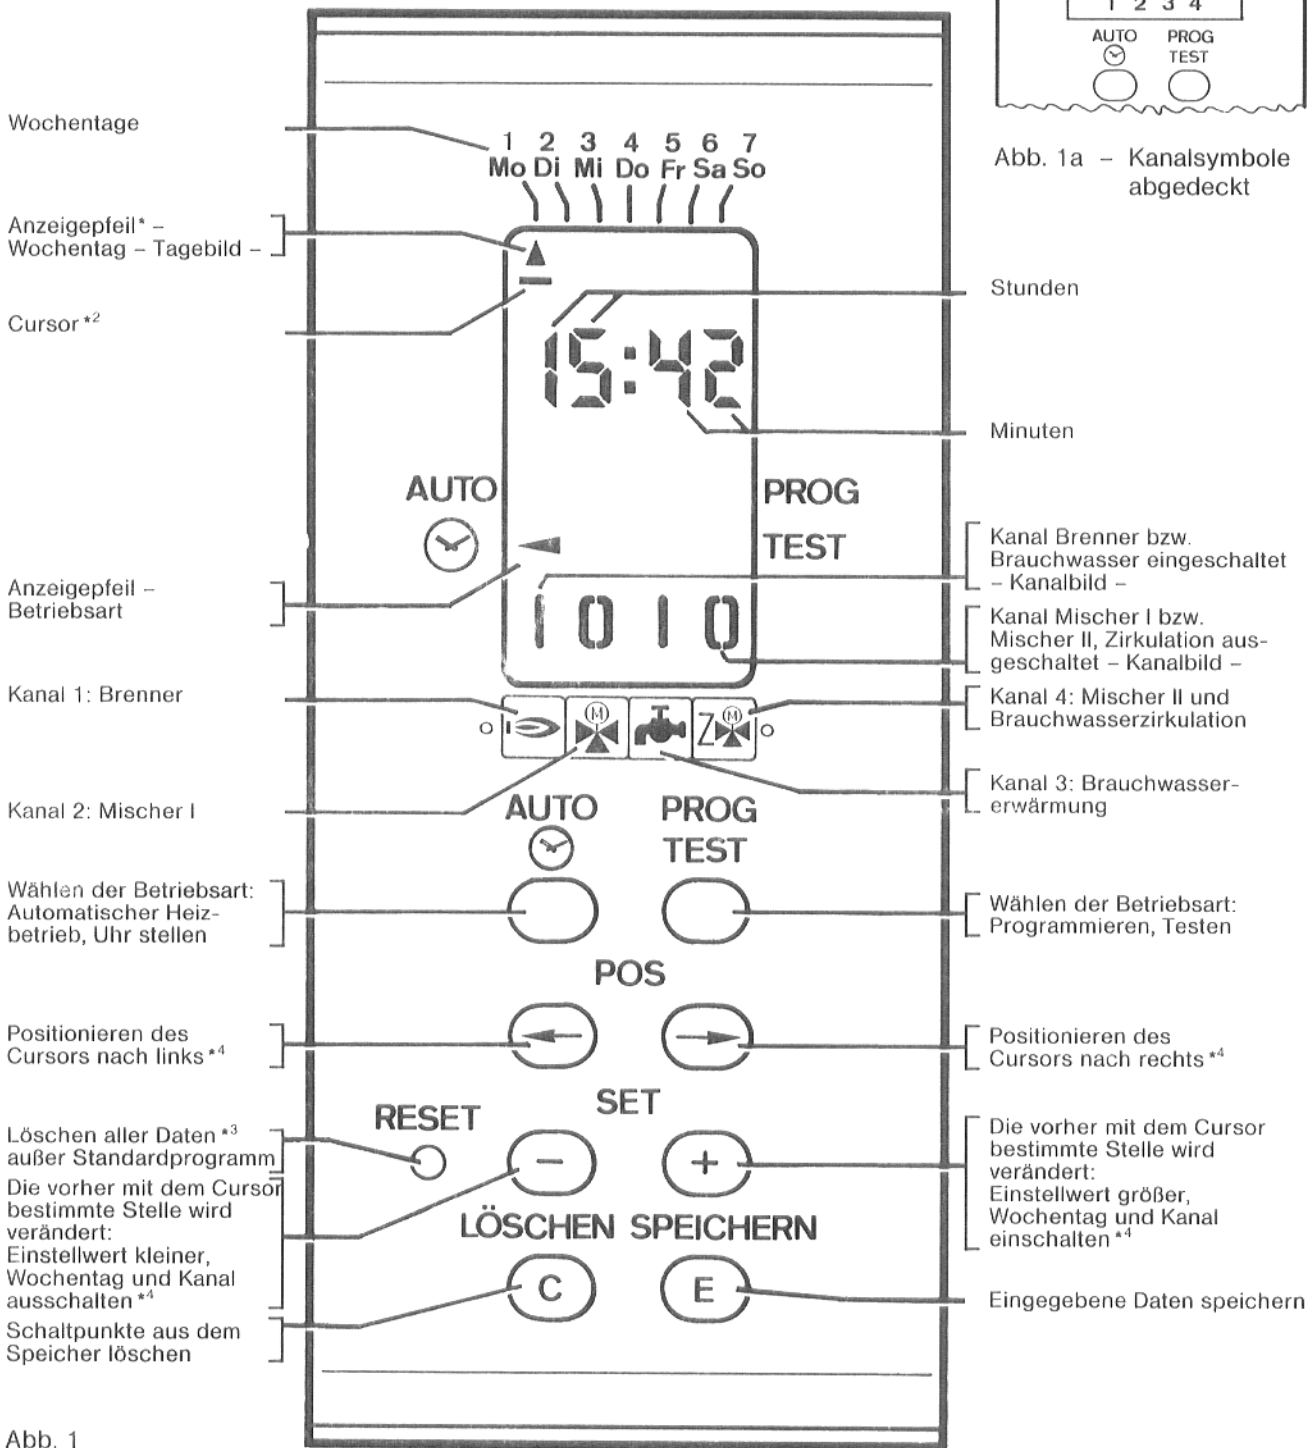 1 2 3 4
AUTO PROG
TEST
Abb. 1a – Kanalsymbole
abgedeckt
Wochentage
1 2 3 4 5 6 7
Mo Di Mi Do Fr Sa So
Anzeigepfeil* –
Wochentag – Tagebild –
Cursor *2
Stunden
15:42
Minuten
AUTO
PROG
TEST
Anzeigepfeil –
Betriebsart
1 0 1 0
Kanal Brenner bzw.
Brauchwasser eingeschaltet
– Kanalbild –
Kanal Mischer I bzw.
Mischer II, Zirkulation aus-
geschaltet – Kanalbild –
Kanal 1: Brenner
M
Z M
Kanal 4: Mischer II und
Brauchwasserzirkulation
Kanal 2: Mischer I
Kanal 3: Brauchwasser-
erwärmung
AUTO PROG
TEST
Wählen der Betriebsart:
Automatischer Heiz-
betrieb, Uhr stellen
Wählen der Betriebsart:
Programmieren, Testen
POS
Positionieren des
Cursors nach links *4
Positionieren des
Cursors nach rechts *4
SET
RESET
Löschen aller Daten *3
außer Standardprogramm
– +
Die vorher mit dem Cursor
bestimmte Stelle wird
verändert:
Einstellwert kleiner,
Wochentag und Kanal
ausschalten *4
Die vorher mit dem Cursor
bestimmte Stelle wird
verändert:
Einstellwert größer,
Wochentag und Kanal
einschalten *4
LÖSCHEN SPEICHERN
C E
Schaltpunkte aus dem
Speicher löschen
Eingegebene Daten speichern
Abb. 1